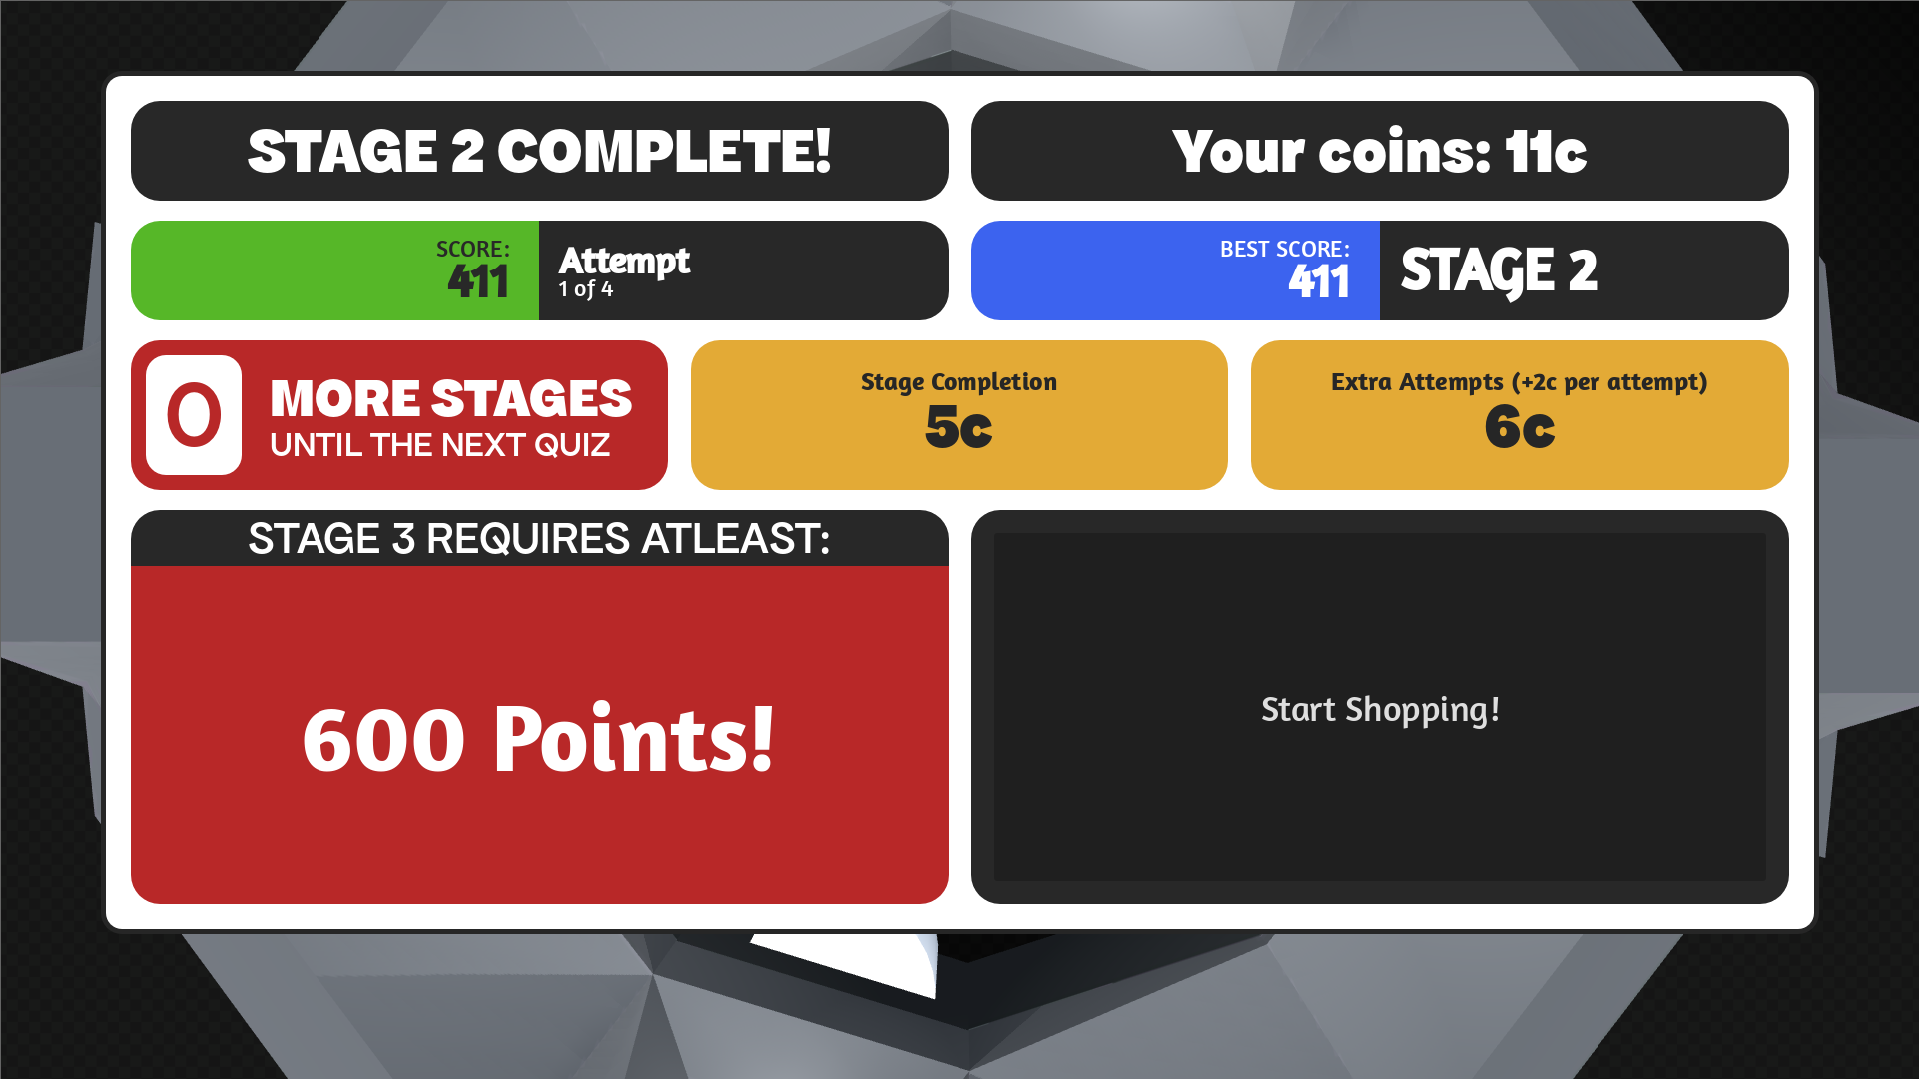 STAGE 2 COMPLETE!
Your coins: 11c
SCORE:
411
Attempt
1 of 4
BEST SCORE:
411
STAGE 2
0
MORE STAGES
UNTIL THE NEXT QUIZ
Stage Completion
5c
Extra Attempts (+2c per attempt)
6c
STAGE 3 REQUIRES ATLEAST:
600 Points!
Start Shopping!